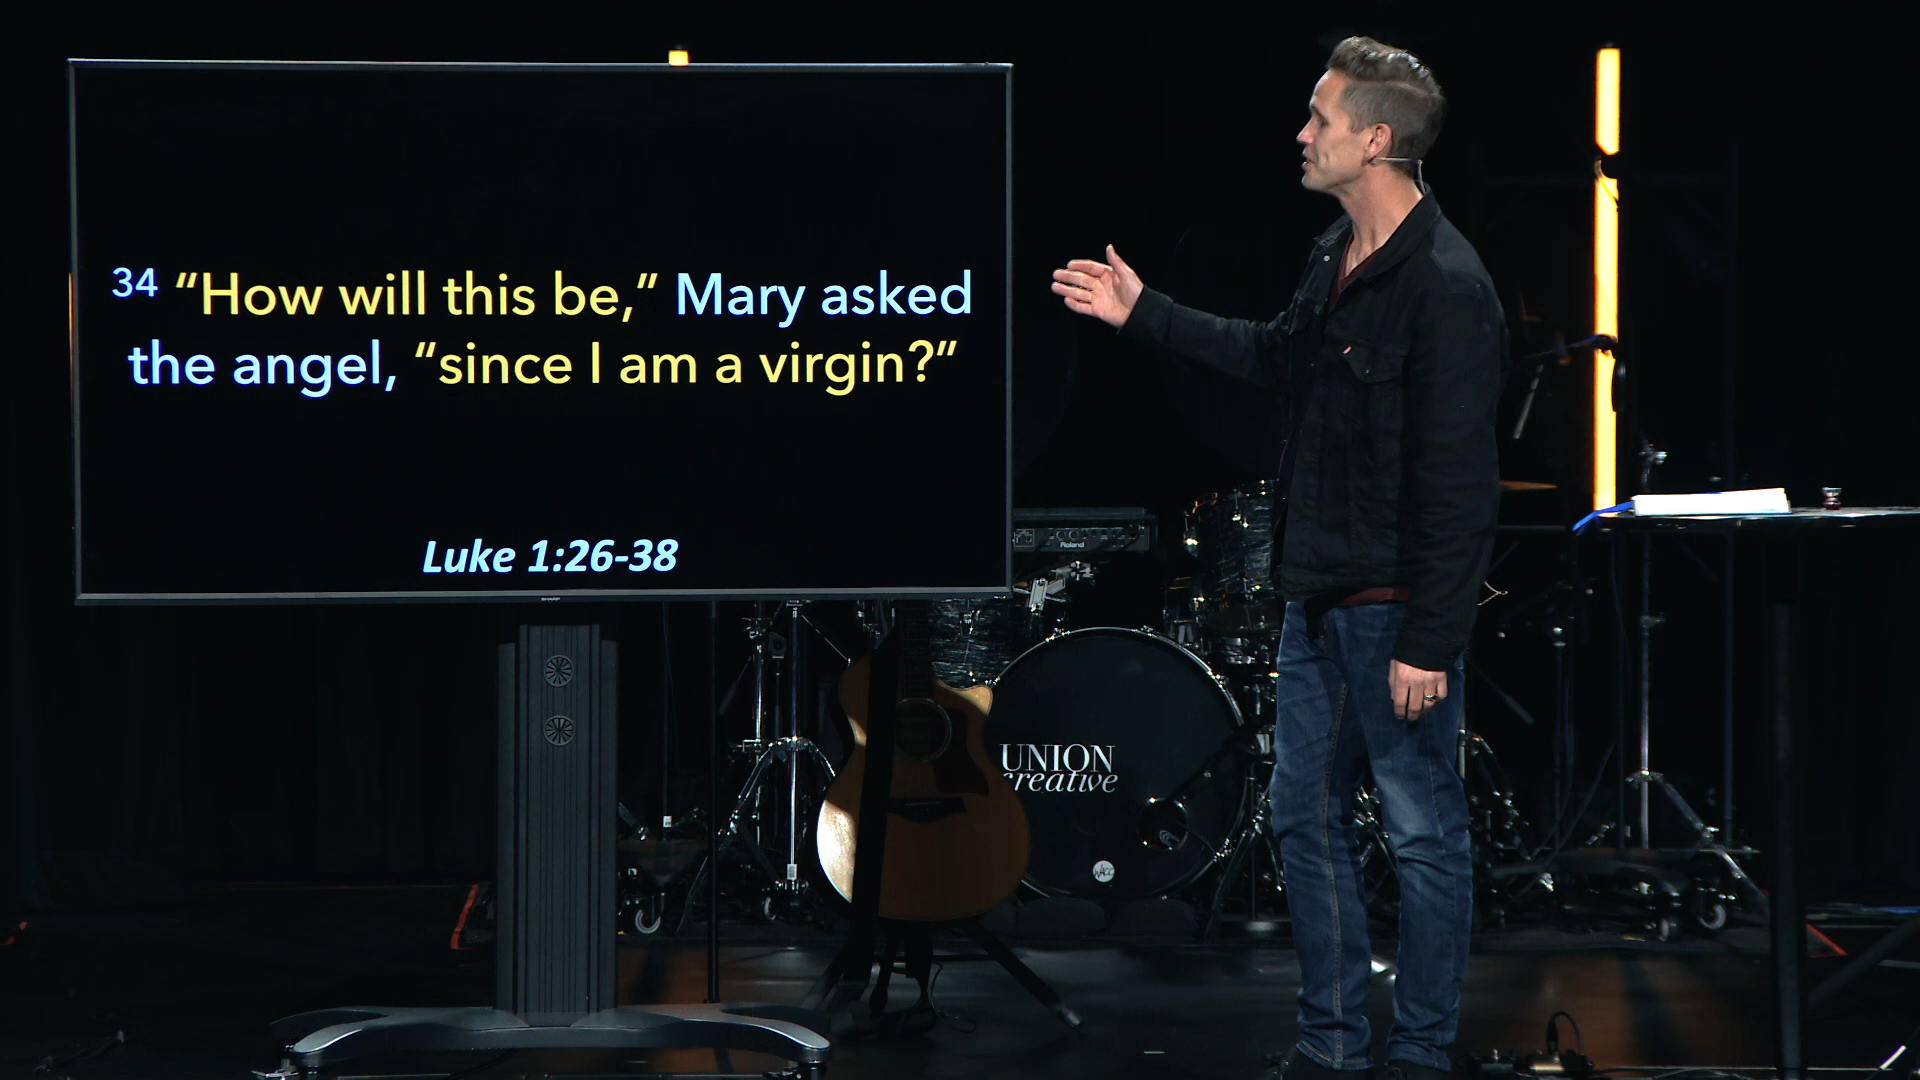 34 “How will this be,” Mary asked
the angel, “since I am a virgin?”
Luke 1:26-38
SHARP
Roland
UNION
creative